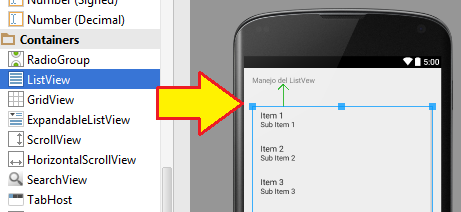 Number (Signed)
Number (Decimal)
Containers
RadioGroup
ListView
GridView
ExpandableListView
ScrollView
HorizontalScrollView
SearchView
TabHost
5:00
Manejo del ListVew
Item 1
Sub Item 1
Item 2
Sub Item 2
Item 3
Sub Item 3